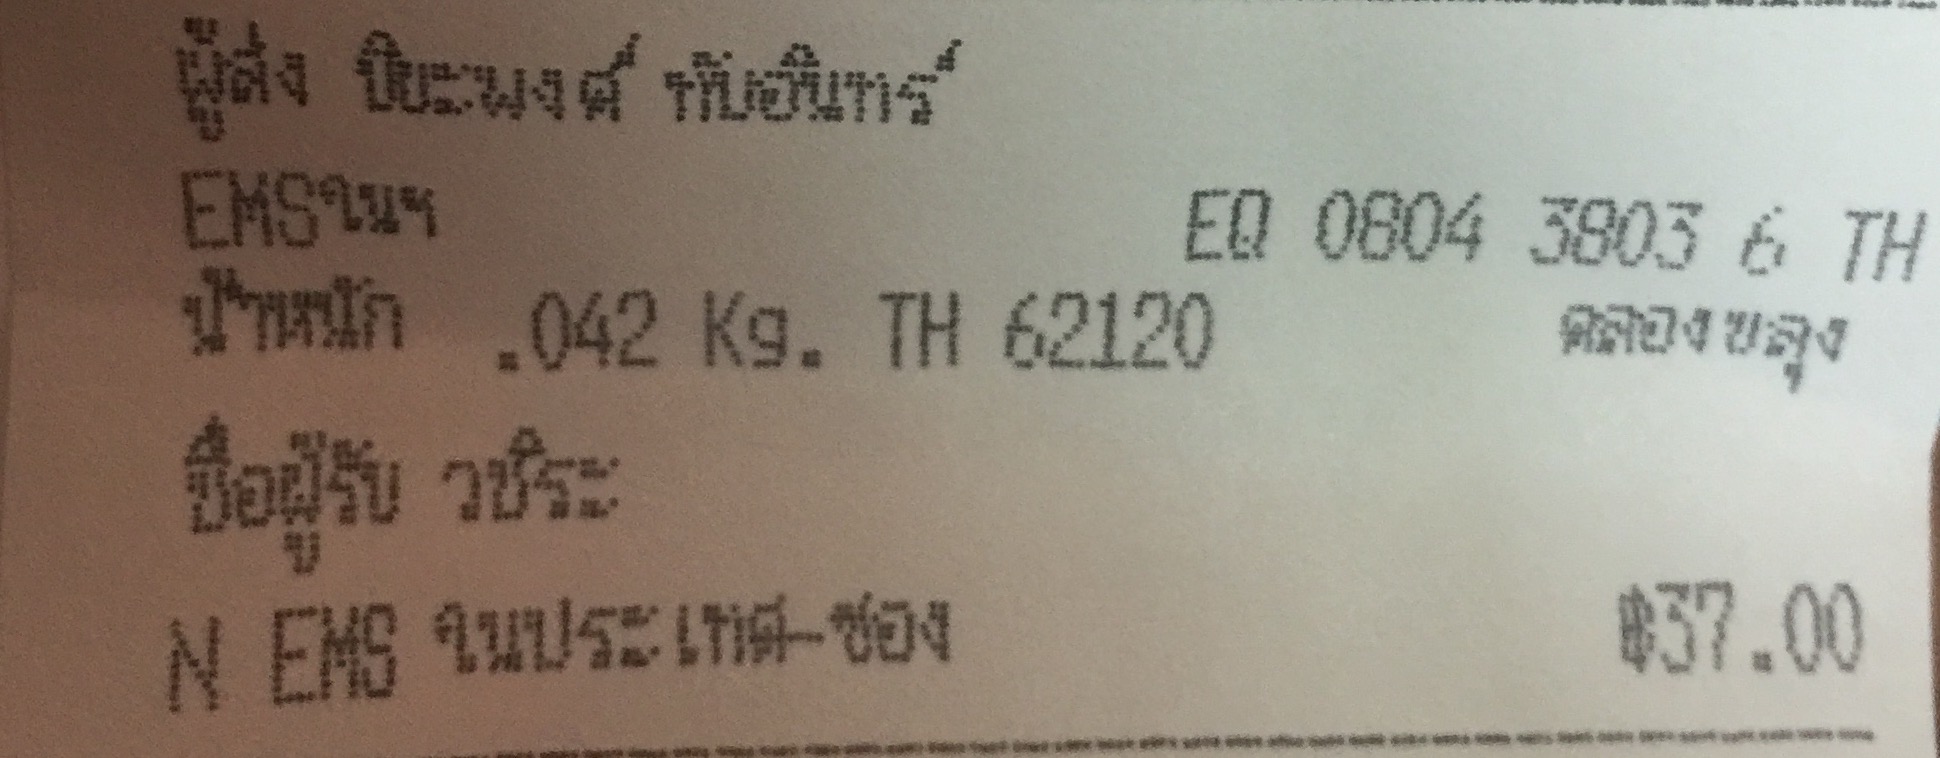 ผู้ส่ง ปิยะพงศ์ ทับอินทร์
EMSในฯ EQ 0804 3803 6 TH
น้ำหนัก .042 Kg. TH 62120 คลองขลุง
ชื่อผู้รับ วชิระ
N EMS ในประเทศ-ซอง ฿37.00